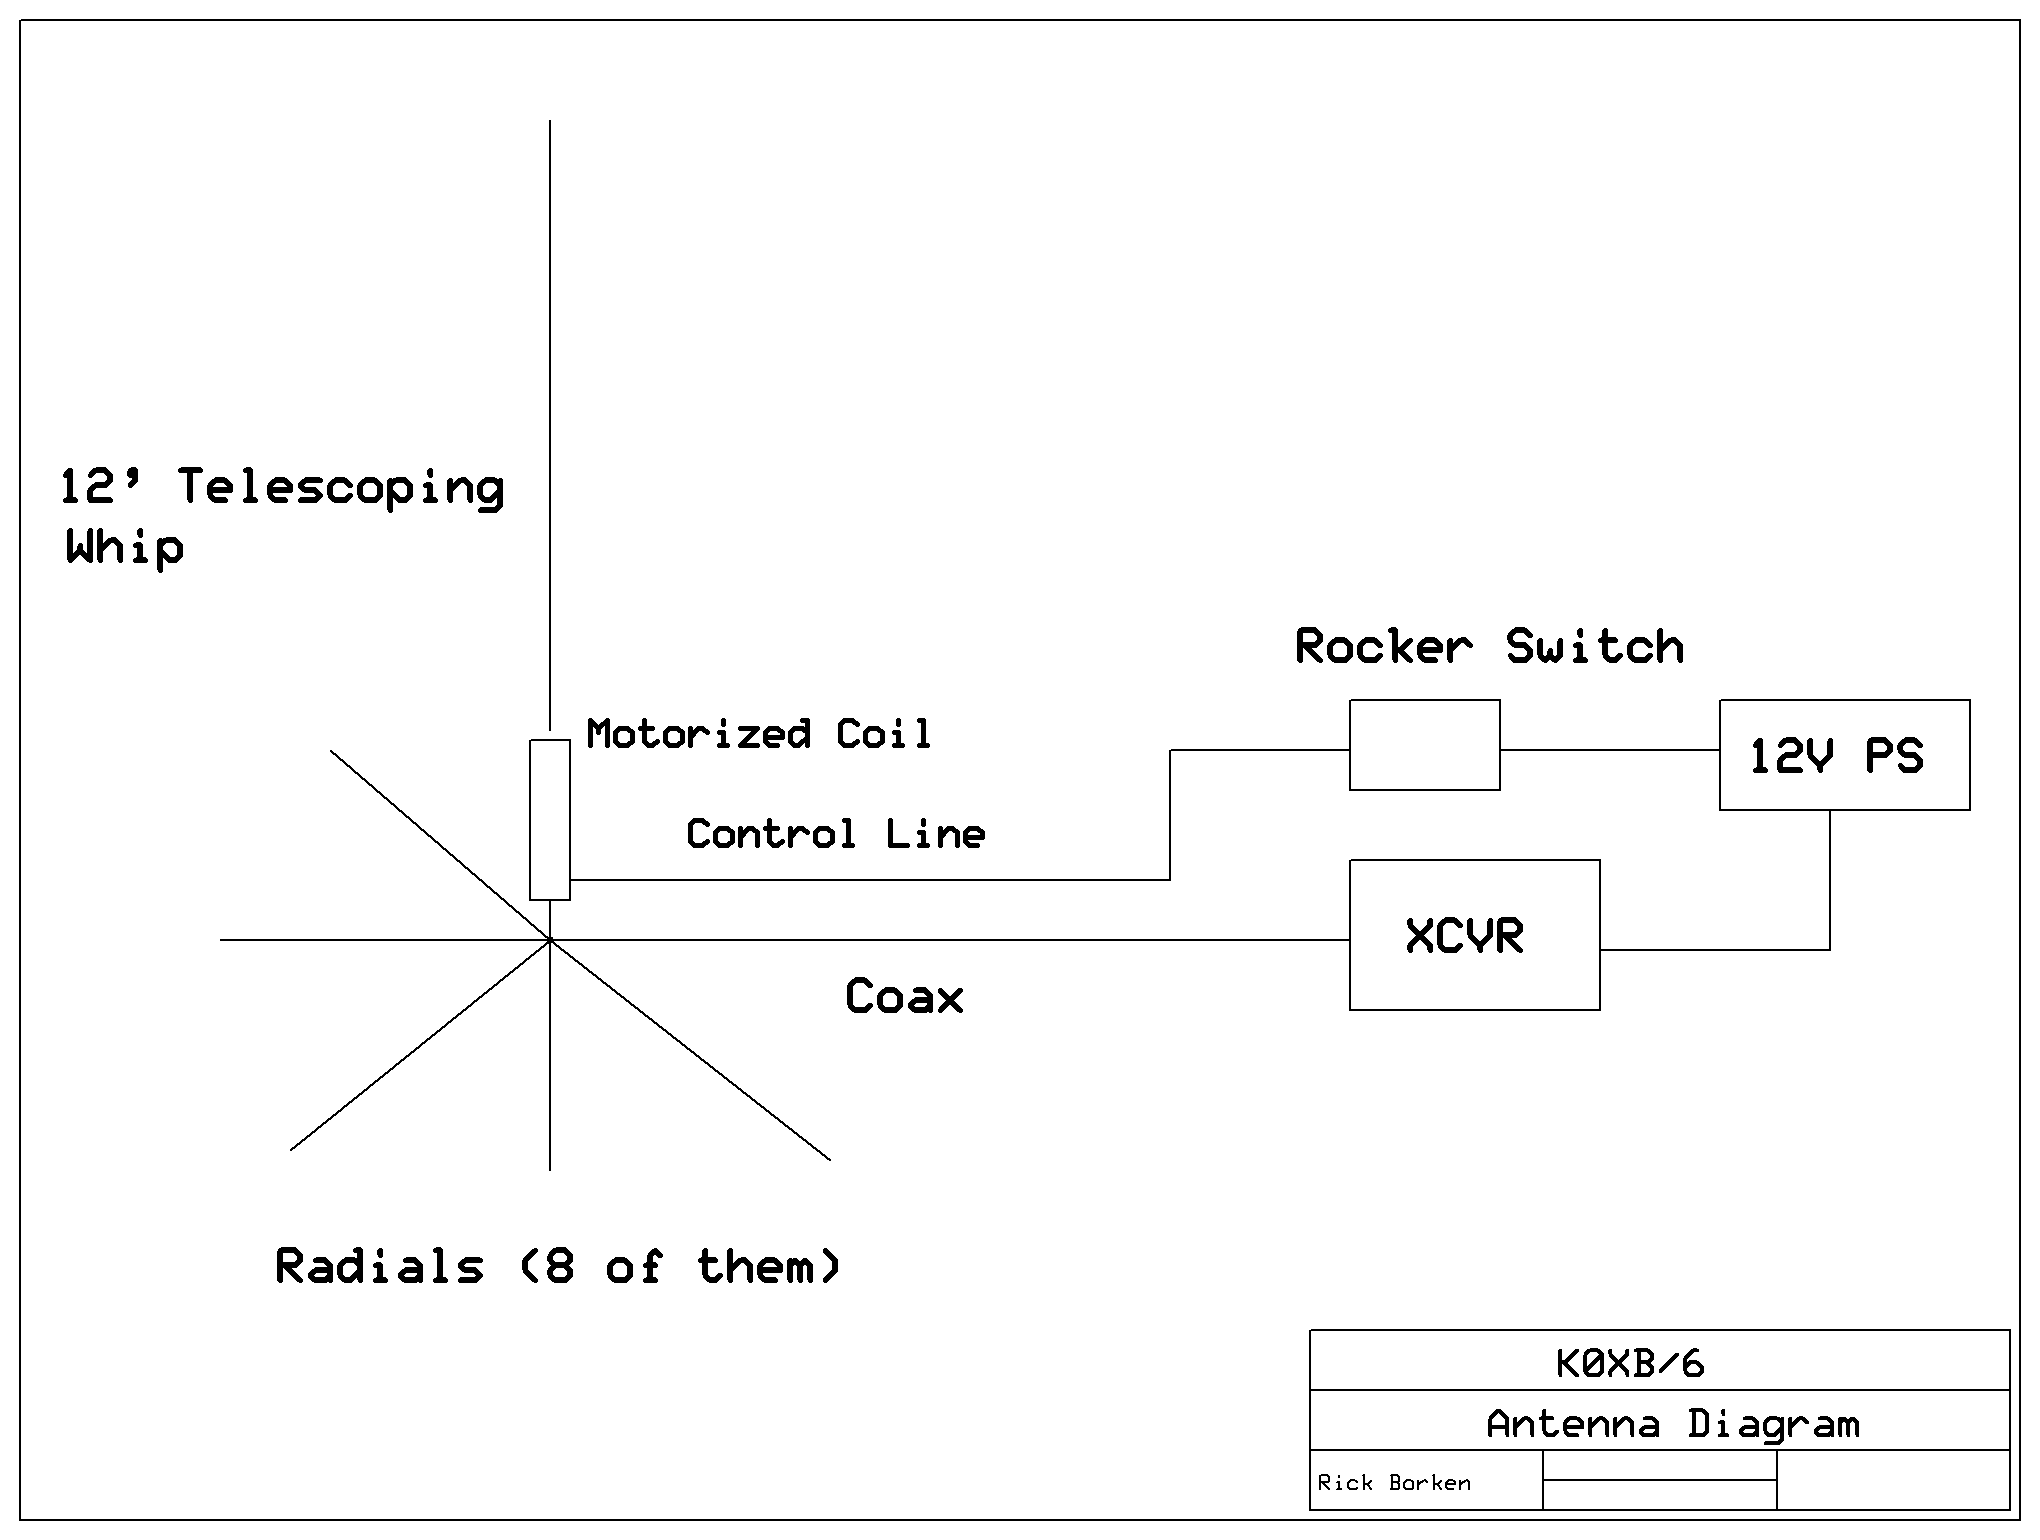 12' Telescoping
Whip
Rocker Switch
Motorized Coil
12V PS
Control Line
XCVR
Coax
Radials (8 of them)
K0XB/6
Antenna Diagram
Rick Borken